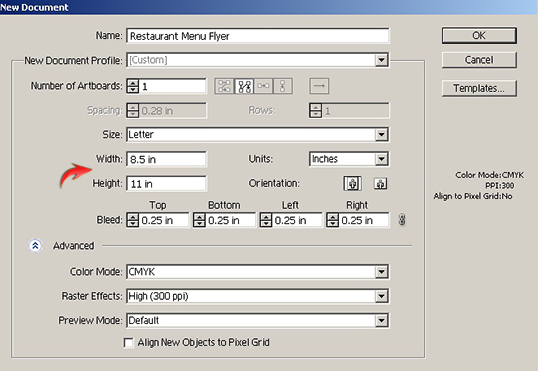 New Document
Name: Restaurant Menu Flyer
OK
New Document Profile: [Custom]
Cancel
Number of Artboards: 1
Templates...
Spacing: 0.28 in Rows: 1
Size: Letter
Width: 8.5 in Units: Inches
Color Mode:CMYK
PPI:300
Align to Pixel Grid:No
Height: 11 in Orientation:
Top Bottom Left Right
Bleed: 0.25 in 0.25 in 0.25 in 0.25 in
Advanced
Color Mode: CMYK
Raster Effects: High (300 ppi)
Preview Mode: Default
Align New Objects to Pixel Grid